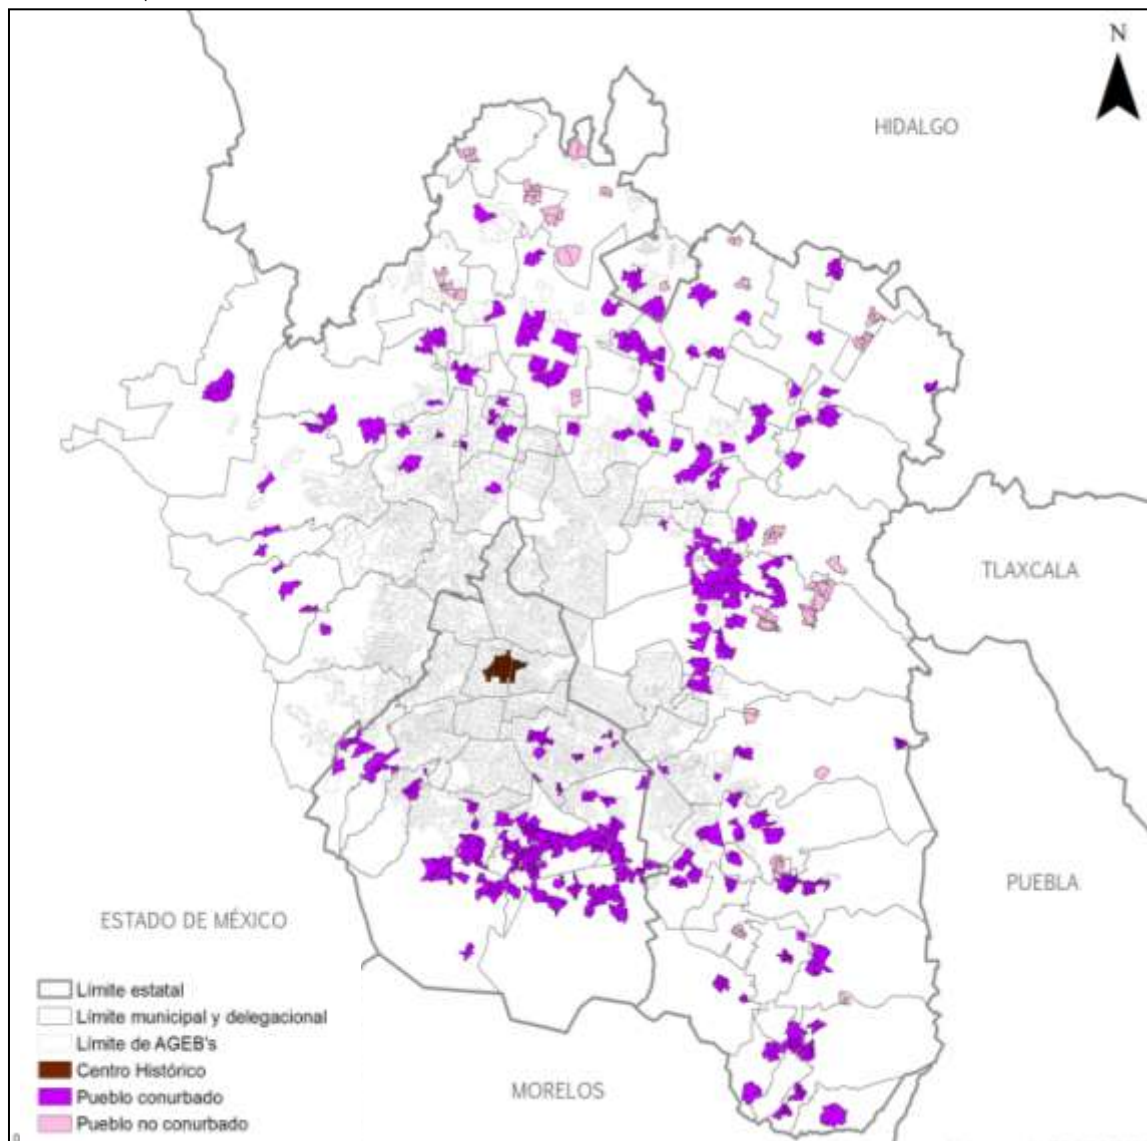 N
HIDALGO
TLAXCALA
PUEBLA
ESTADO DE MÉXICO
MORELOS
Límite estatal
Límite municipal y delegacional
Límite de AGEB's
Centro Histórico
Pueblo conurbado
Pueblo no conurbado
0